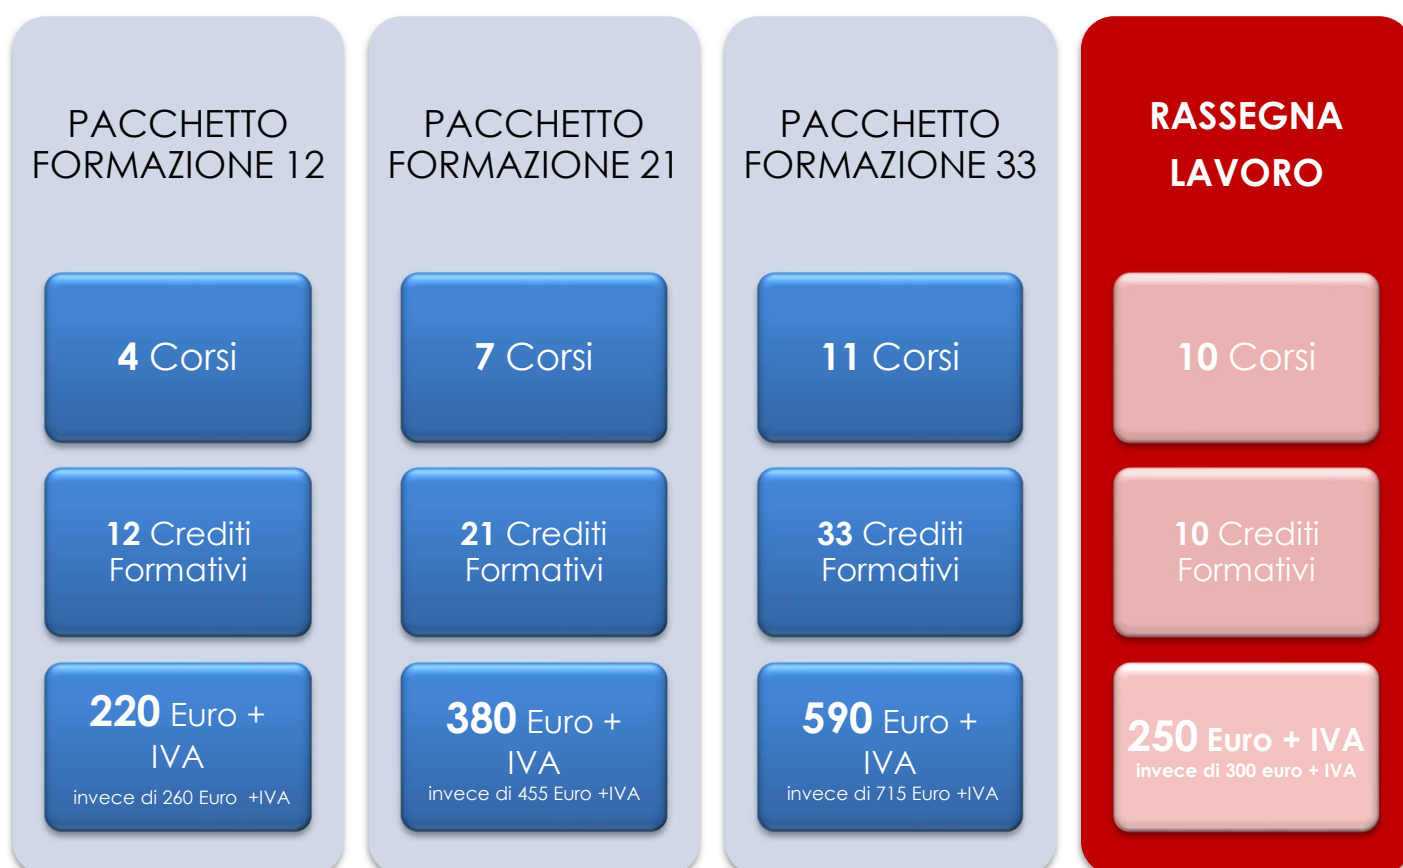 PACCHETTO
FORMAZIONE 12
4 Corsi
12 Crediti
Formativi
220 Euro +
IVA
invece di 260 Euro +IVA
PACCHETTO
FORMAZIONE 21
7 Corsi
21 Crediti
Formativi
380 Euro +
IVA
invece di 455 Euro +IVA
PACCHETTO
FORMAZIONE 33
11 Corsi
33 Crediti
Formativi
590 Euro +
IVA
invece di 715 Euro +IVA
RASSEGNA
LAVORO
10 Corsi
10 Crediti
Formativi
250 Euro + IVA
invece di 300 euro + IVA